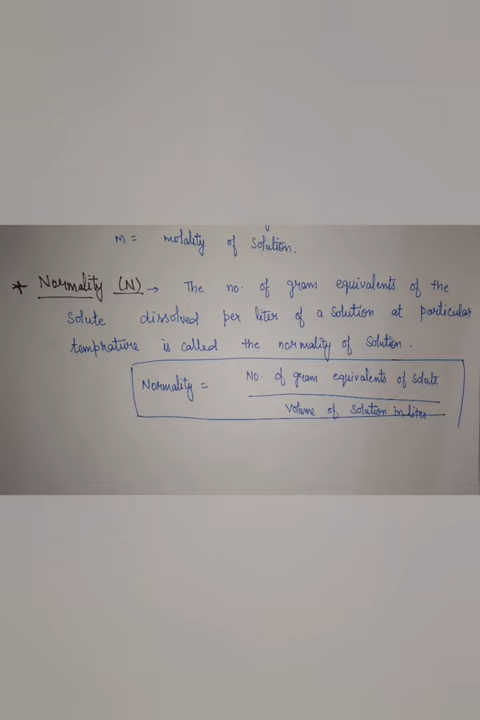 m = molality of Solution.
* Normality (N) → The no. of gram equivalents of the
Solute dissolved per liter of a solution at particular
temprature is called the normality of Solution.
Normality = No. of gram equivalents of solute
Volume of solution in liter